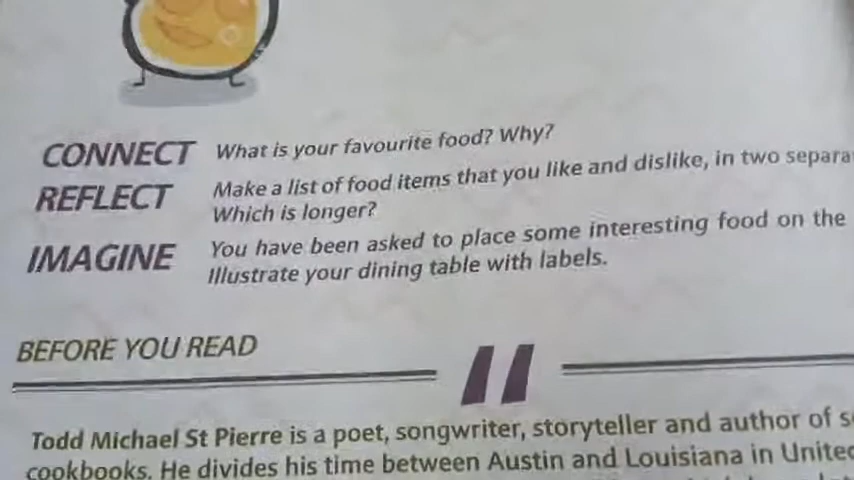 CONNECT What is your favourite food? Why?
REFLECT Make a list of food items that you like and dislike, in two
Which is longer?
IMAGINE You have been asked to place some interesting food on the
Illustrate your dining table with labels.
BEFORE YOU READ
Todd Michael St Pierre is a poet, songwriter, storyteller and author of
cookbooks. He divides his time between Austin and Louisiana in United